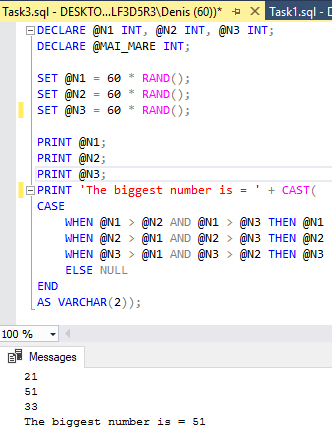 Task3.sql - DESKTO...LF3D5R3\Denis (60))* Task1.sql - D
DECLARE @N1 INT, @N2 INT, @N3 INT;
DECLARE @MAI_MARE INT;
SET @N1 = 60 * RAND();
SET @N2 = 60 * RAND();
SET @N3 = 60 * RAND();
PRINT @N1;
PRINT @N2;
PRINT @N3;
PRINT 'The biggest number is = ' + CAST(
CASE
WHEN @N1 > @N2 AND @N1 > @N3 THEN @N1
WHEN @N2 > @N1 AND @N2 > @N3 THEN @N2
WHEN @N3 > @N1 AND @N3 > @N2 THEN @N3
ELSE NULL
END
AS VARCHAR(2));
100 %
Messages
21
51
33
The biggest number is = 51